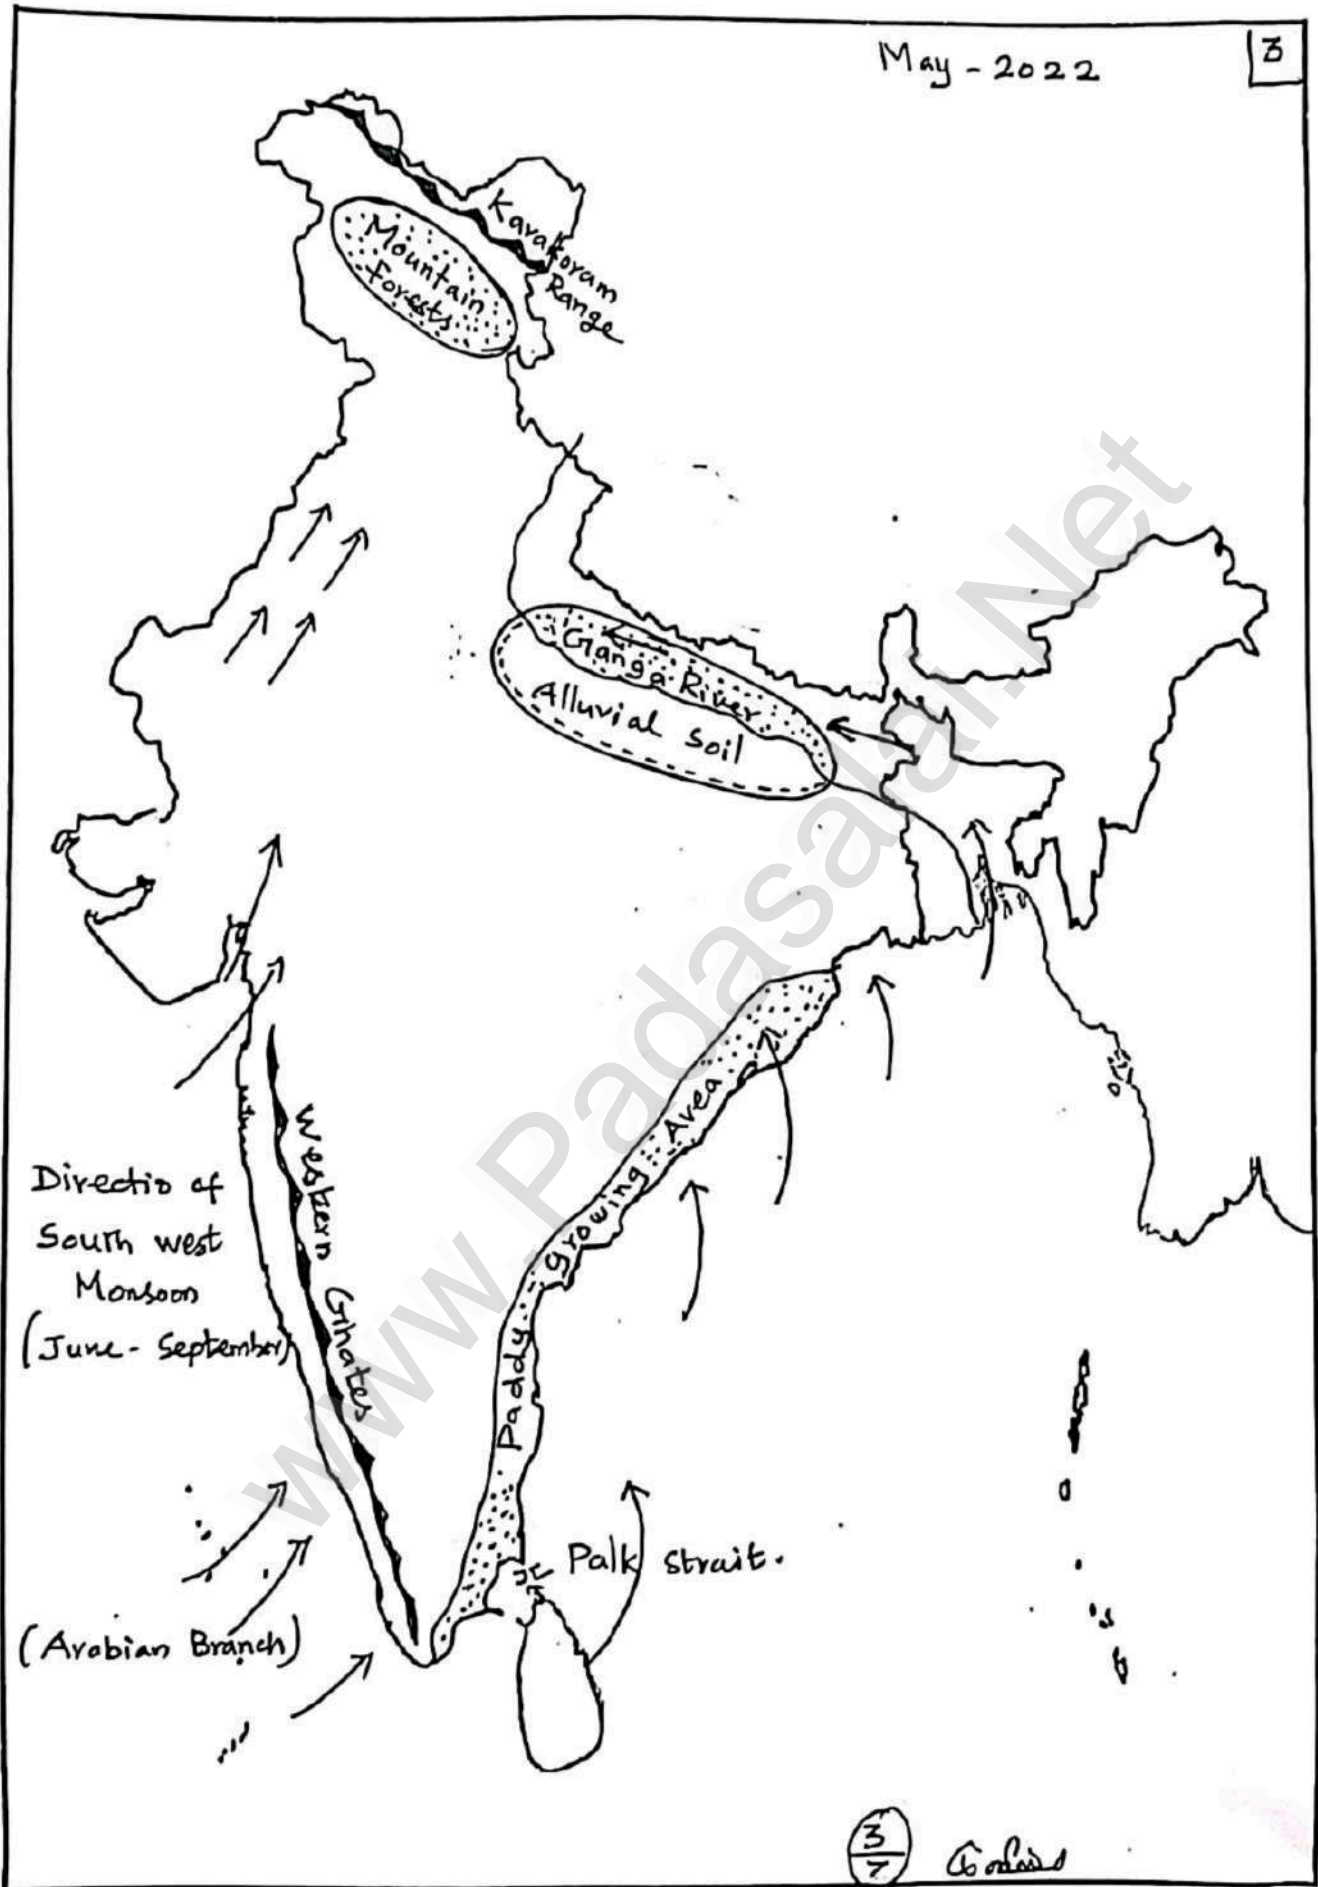 May - 2022
3
Karakoram
Range
Mountain
Forests
Ganga River
Alluvial soil
Western Ghates
Paddy growing Area
Directio of
South west
Monsoon
(June - September)
Palk strait.
(Arabian Branch)
3
7
www.Padasalai.Net